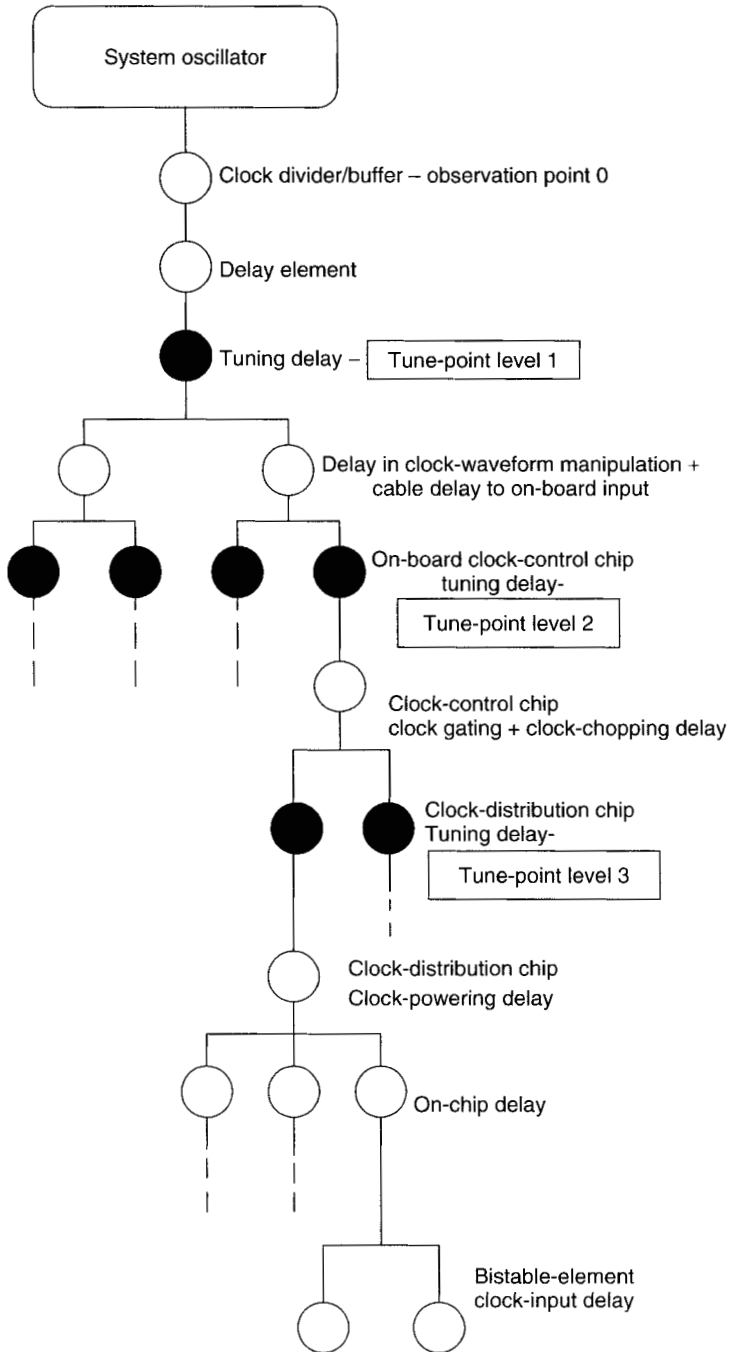 System oscillator
Clock divider/buffer – observation point 0
Delay element
Tuning delay –
Tune-point level 1
Delay in clock-waveform manipulation +
cable delay to on-board input
On-board clock-control chip
tuning delay-
Tune-point level 2
Clock-control chip
clock gating + clock-chopping delay
Clock-distribution chip
Tuning delay-
Tune-point level 3
Clock-distribution chip
Clock-powering delay
On-chip delay
Bistable-element
clock-input delay